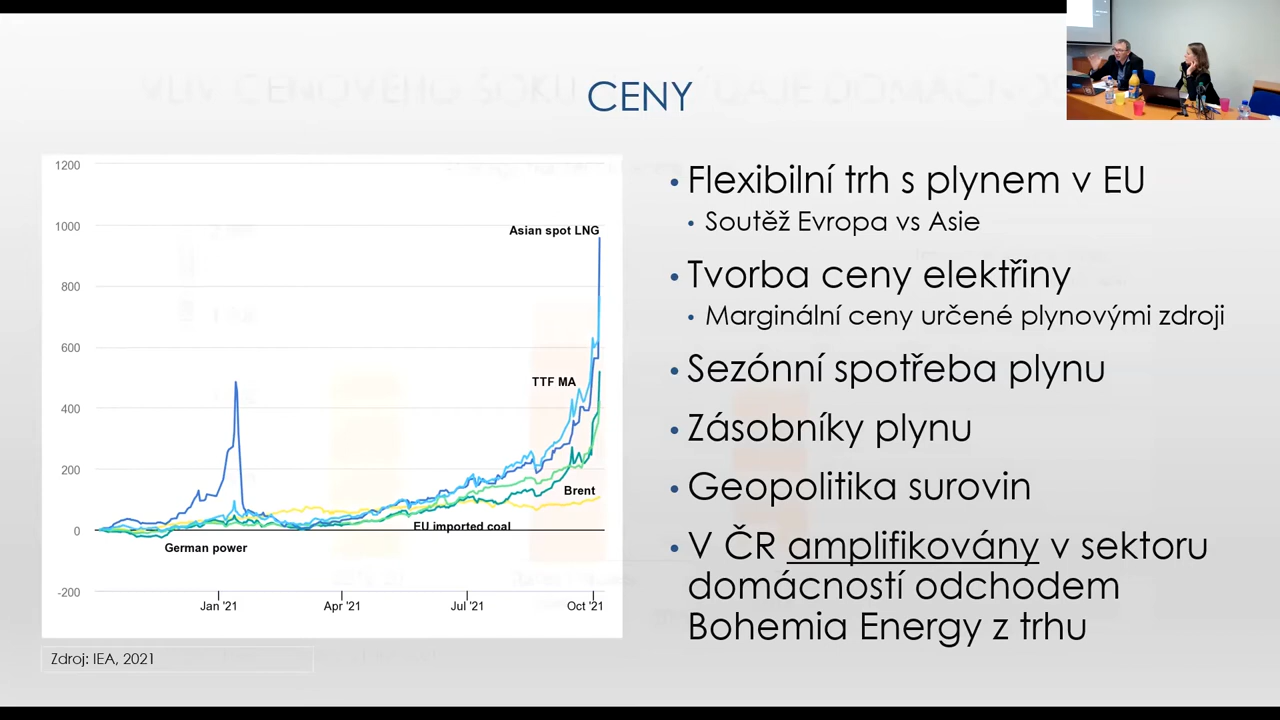 CENY
1200
1000
800
600
400
200
0
-200
Asian spot LNG
TTF MA
Brent
EU imported coal
German power
Jan '21
Apr '21
Jul '21
Oct '21
Zdroj: IEA, 2021
• Flexibilní trh s plynem v EU
• Soutěž Evropa vs Asie
• Tvorba ceny elektřiny
• Marginální ceny určené plynovými zdroji
• Sezónní spotřeba plynu
• Zásobníky plynu
• Geopolitika surovin
• V ČR amplifikovány v sektoru
domácností odchodem
Bohemia Energy z trhu